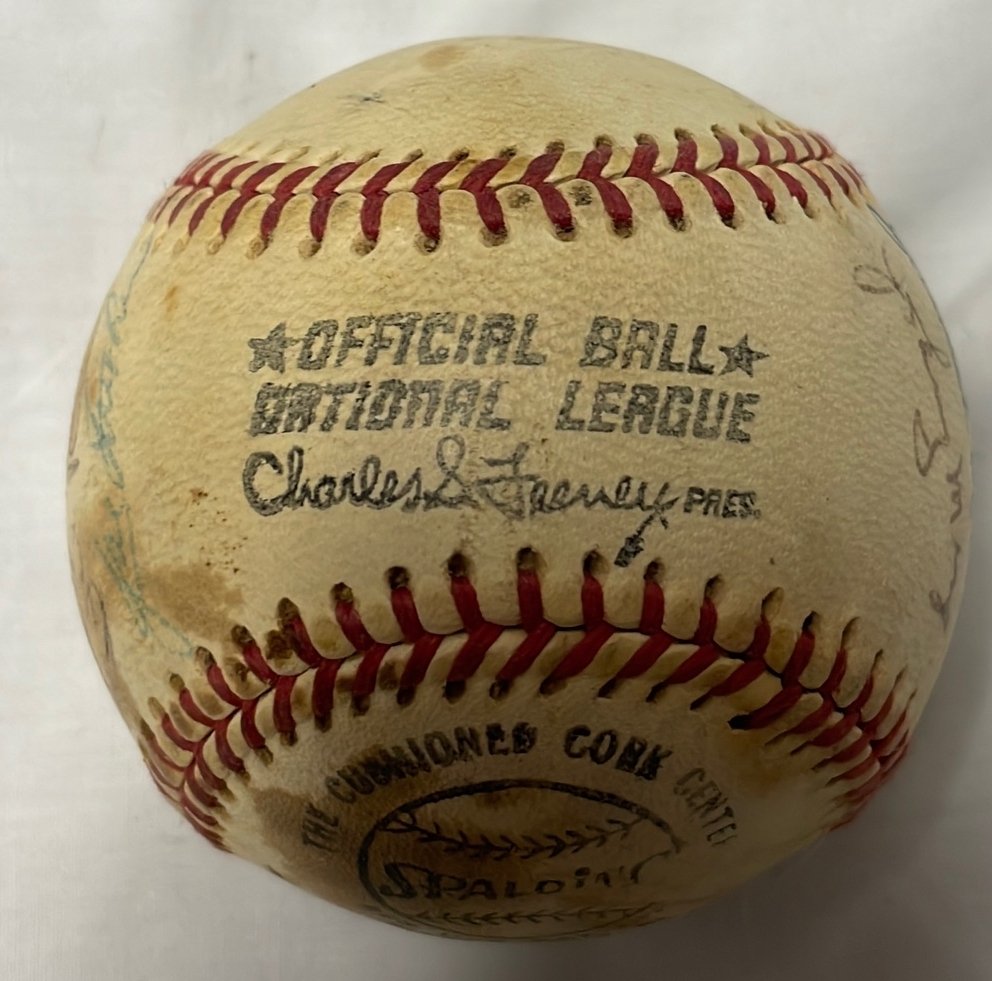 ★OFFICIAL BALL★
NATIONAL LEAGUE
Charles S. Feeney PRES.
THE CUSHIONED CORK CENTER
SPALDING